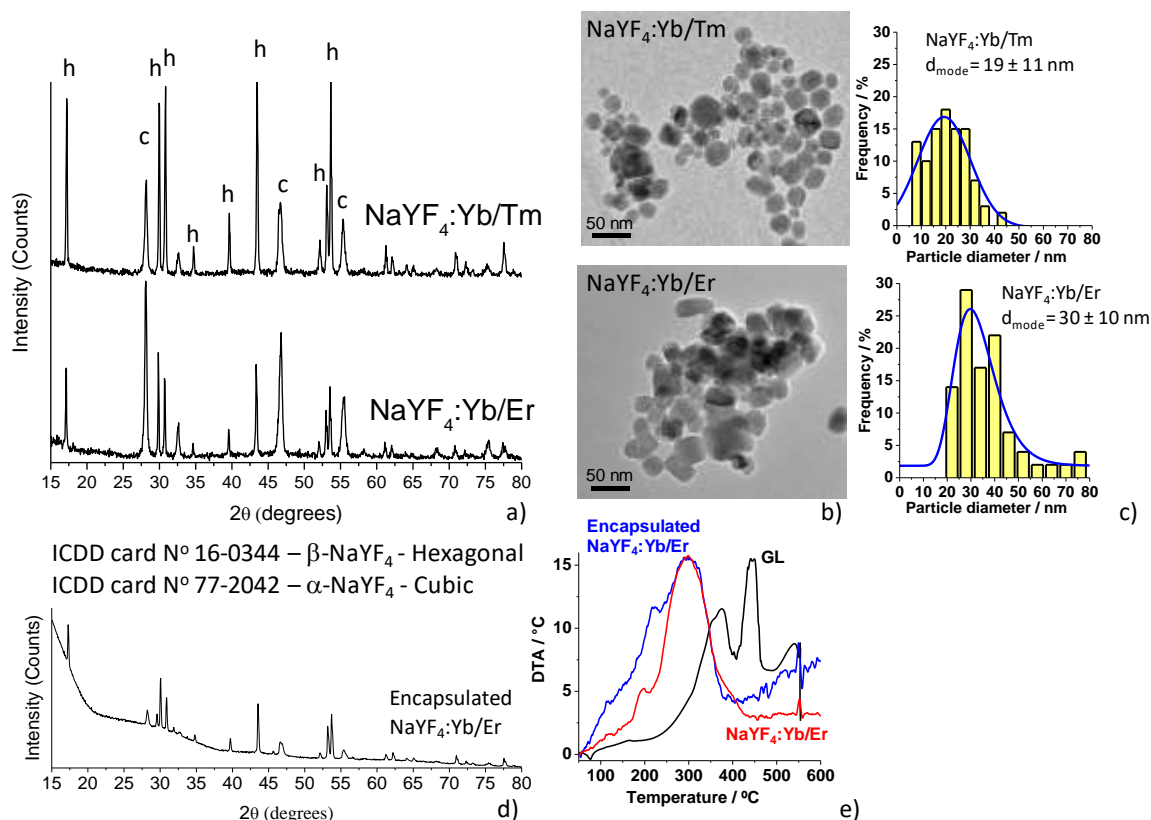 h
h
h
c
h
h
h
c
h
h
c
NaYF₄:Yb/Tm
NaYF₄:Yb/Er
Intensity (Counts)
15 20 25 30 35 40 45 50 55 60 65 70 75 80
2θ (degrees)
a)
NaYF₄:Yb/Tm
50 nm
NaYF₄:Yb/Er
50 nm
b)
NaYF₄:Yb/Tm
d_mode = 19 ± 11 nm
Frequency / %
30
25
20
15
10
5
0
0 10 20 30 40 50 60 70 80
Particle diameter / nm
NaYF₄:Yb/Er
d_mode = 30 ± 10 nm
Frequency / %
30
25
20
15
10
5
0
0 10 20 30 40 50 60 70 80
Particle diameter / nm
c)
ICDD card Nº 16-0344 – β-NaYF₄ - Hexagonal
ICDD card Nº 77-2042 – α-NaYF₄ - Cubic
Intensity (Counts)
Encapsulated
NaYF₄:Yb/Er
15 20 25 30 35 40 45 50 55 60 65 70 75 80
2θ (degrees)
d)
Encapsulated
NaYF₄:Yb/Er
GL
NaYF₄:Yb/Er
DTA / °C
15
10
5
0
100 200 300 400 500 600
Temperature / ºC
e)